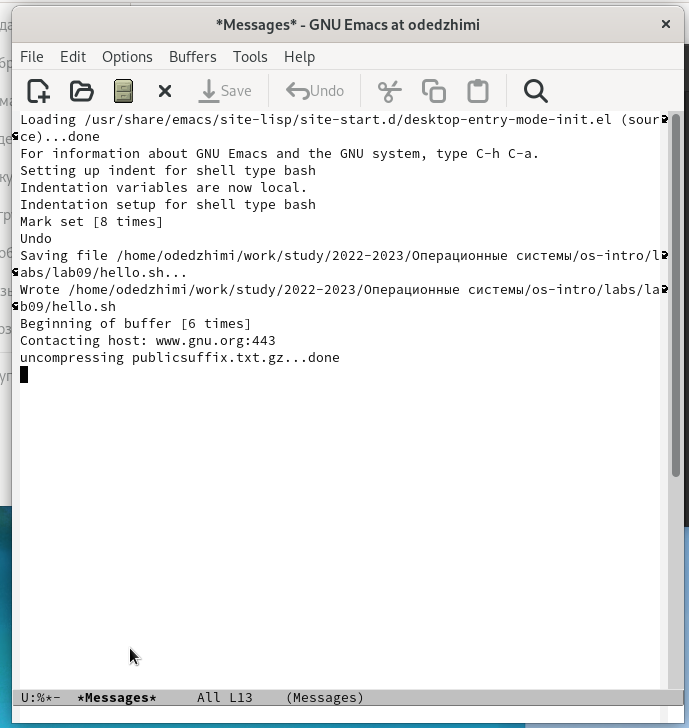 *Messages* - GNU Emacs at odedzhimi
File Edit Options Buffers Tools Help
Save Undo
Loading /usr/share/emacs/site-lisp/site-start.d/desktop-entry-mode-init.el (sour
ce)...done
For information about GNU Emacs and the GNU system, type C-h C-a.
Setting up indent for shell type bash
Indentation variables are now local.
Indentation setup for shell type bash
Mark set [8 times]
Undo
Saving file /home/odedzhimi/work/study/2022-2023/Операционные системы/os-intro/l
abs/lab09/hello.sh...
Wrote /home/odedzhimi/work/study/2022-2023/Операционные системы/os-intro/labs/la
b09/hello.sh
Beginning of buffer [6 times]
Contacting host: www.gnu.org:443
uncompressing publicsuffix.txt.gz...done
U:%*- *Messages* All L13 (Messages)